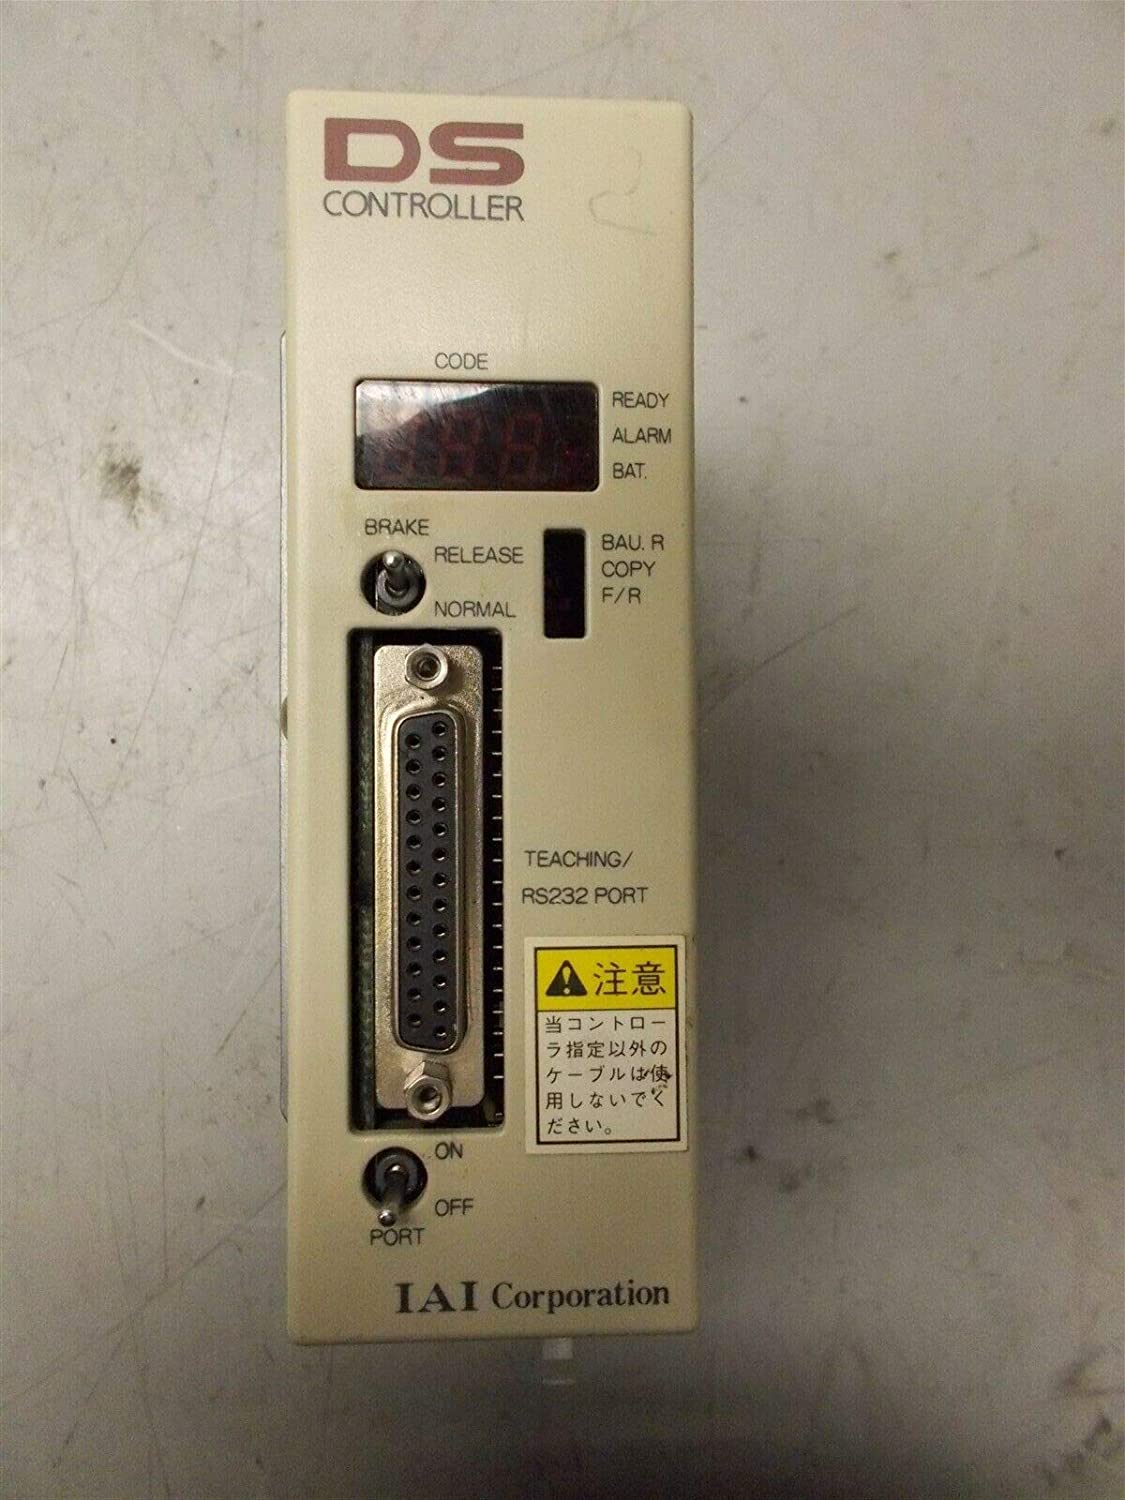 DS
CONTROLLER
CODE
READY
ALARM
BAT.
BRAKE
RELEASE
NORMAL
BAU. R
COPY
F/R
TEACHING/
RS232 PORT
注意
当コントロー
ラ指定以外の
ケーブルは使
用しないでく
ださい。
ON
OFF
PORT
IAI Corporation